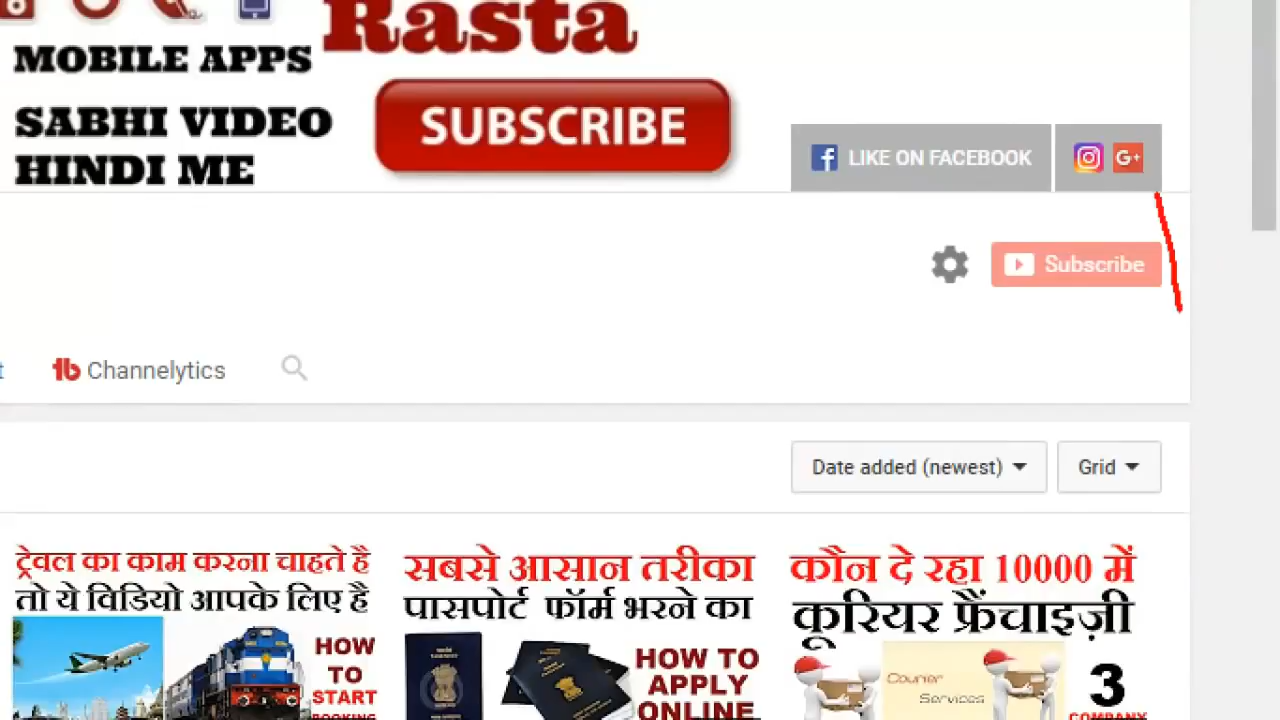 Rasta
MOBILE APPS
SABHI VIDEO
HINDI ME
SUBSCRIBE
LIKE ON FACEBOOK
G+
Subscribe
Channelytics
Date added (newest)
Grid
ट्रेवल का काम करना चाहते है
तो ये विडियो आपके लिए है
HOW
TO
START
BOOKING
सबसे आसान तरीका
पासपोर्ट फॉर्म भरने का
HOW TO
APPLY
ONLINE
कौन दे रहा 10000 में
कूरियर फ्रैंचाइज़ी
Courier
Services
3
COMPANY